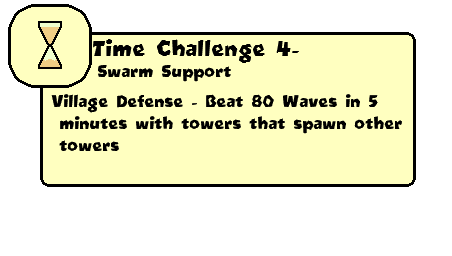 Time Challenge 4-
Swarm Support
Village Defense - Beat 80 Waves in 5
minutes with towers that spawn other
towers